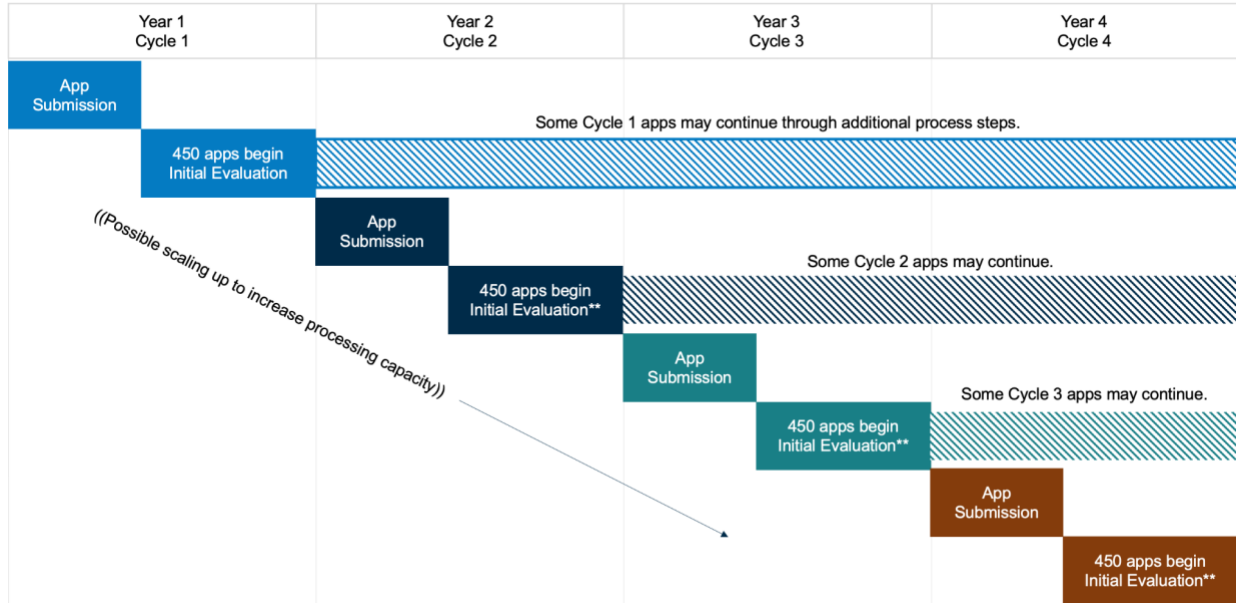 Year 1
Cycle 1
Year 2
Cycle 2
Year 3
Cycle 3
Year 4
Cycle 4
App
Submission
Some Cycle 1 apps may continue through additional process steps.
450 apps begin
Initial Evaluation
((Possible scaling up to increase processing capacity))
App
Submission
Some Cycle 2 apps may continue.
450 apps begin
Initial Evaluation**
App
Submission
Some Cycle 3 apps may continue.
450 apps begin
Initial Evaluation**
App
Submission
450 apps begin
Initial Evaluation**